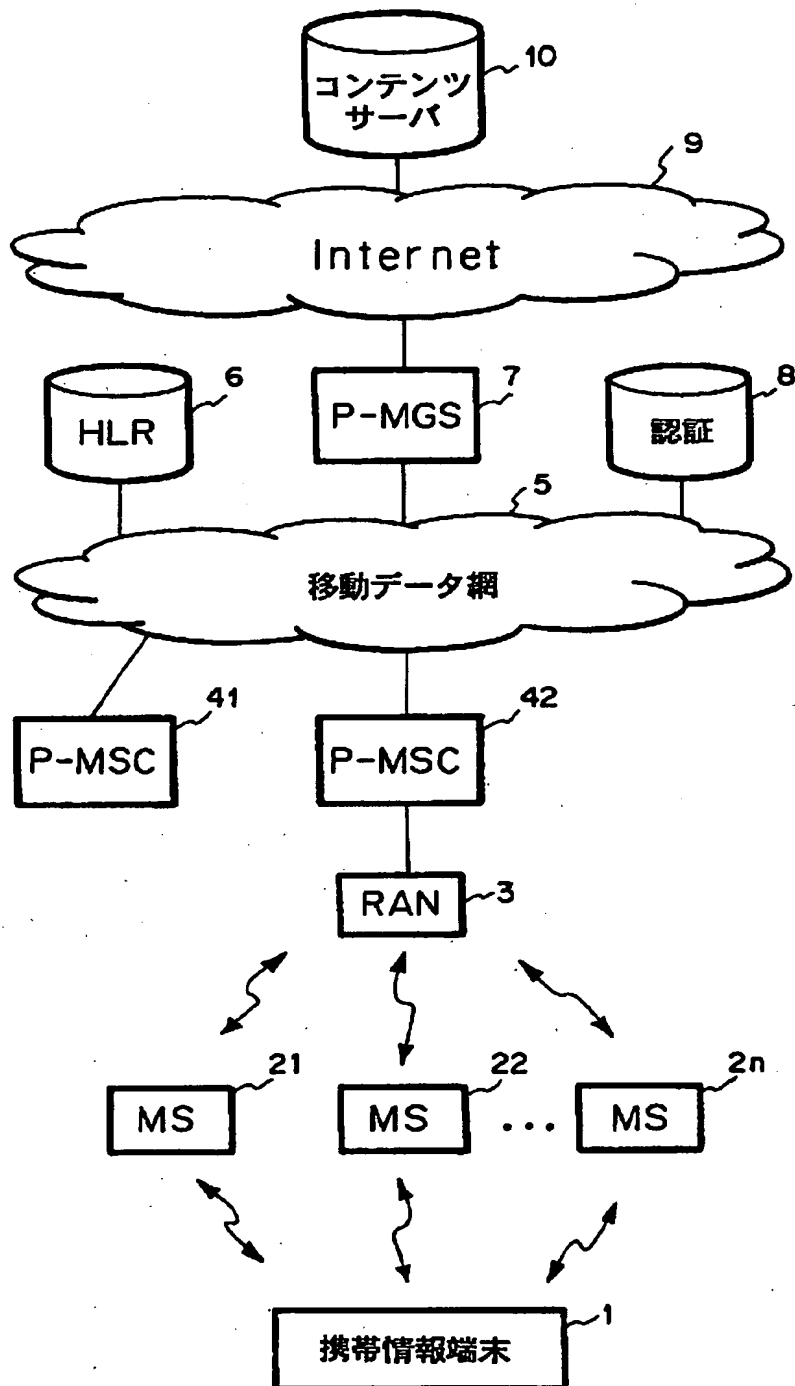 コンテンツ
サーバ
10
9
Internet
6
HLR
7
P-MGS
8
認証
5
移動データ網
41
P-MSC
42
P-MSC
RAN
3
21
MS
22
MS
...
2n
MS
1
携帯情報端末